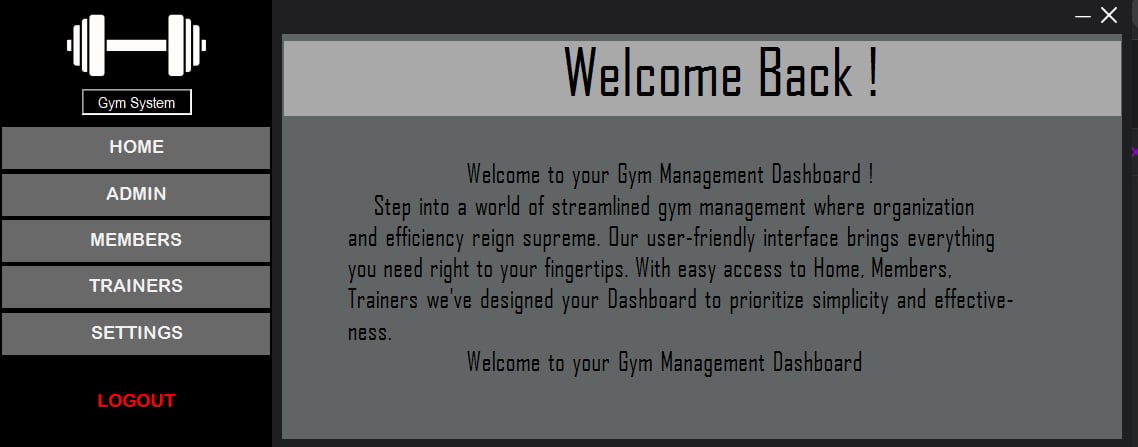 Gym System
HOME
ADMIN
MEMBERS
TRAINERS
SETTINGS
LOGOUT
Welcome Back !
Welcome to your Gym Management Dashboard !
Step into a world of streamlined gym management where organization
and efficiency reign supreme. Our user-friendly interface brings everything
you need right to your fingertips. With easy access to Home, Members,
Trainers we've designed your Dashboard to prioritize simplicity and effective-
ness.
Welcome to your Gym Management Dashboard